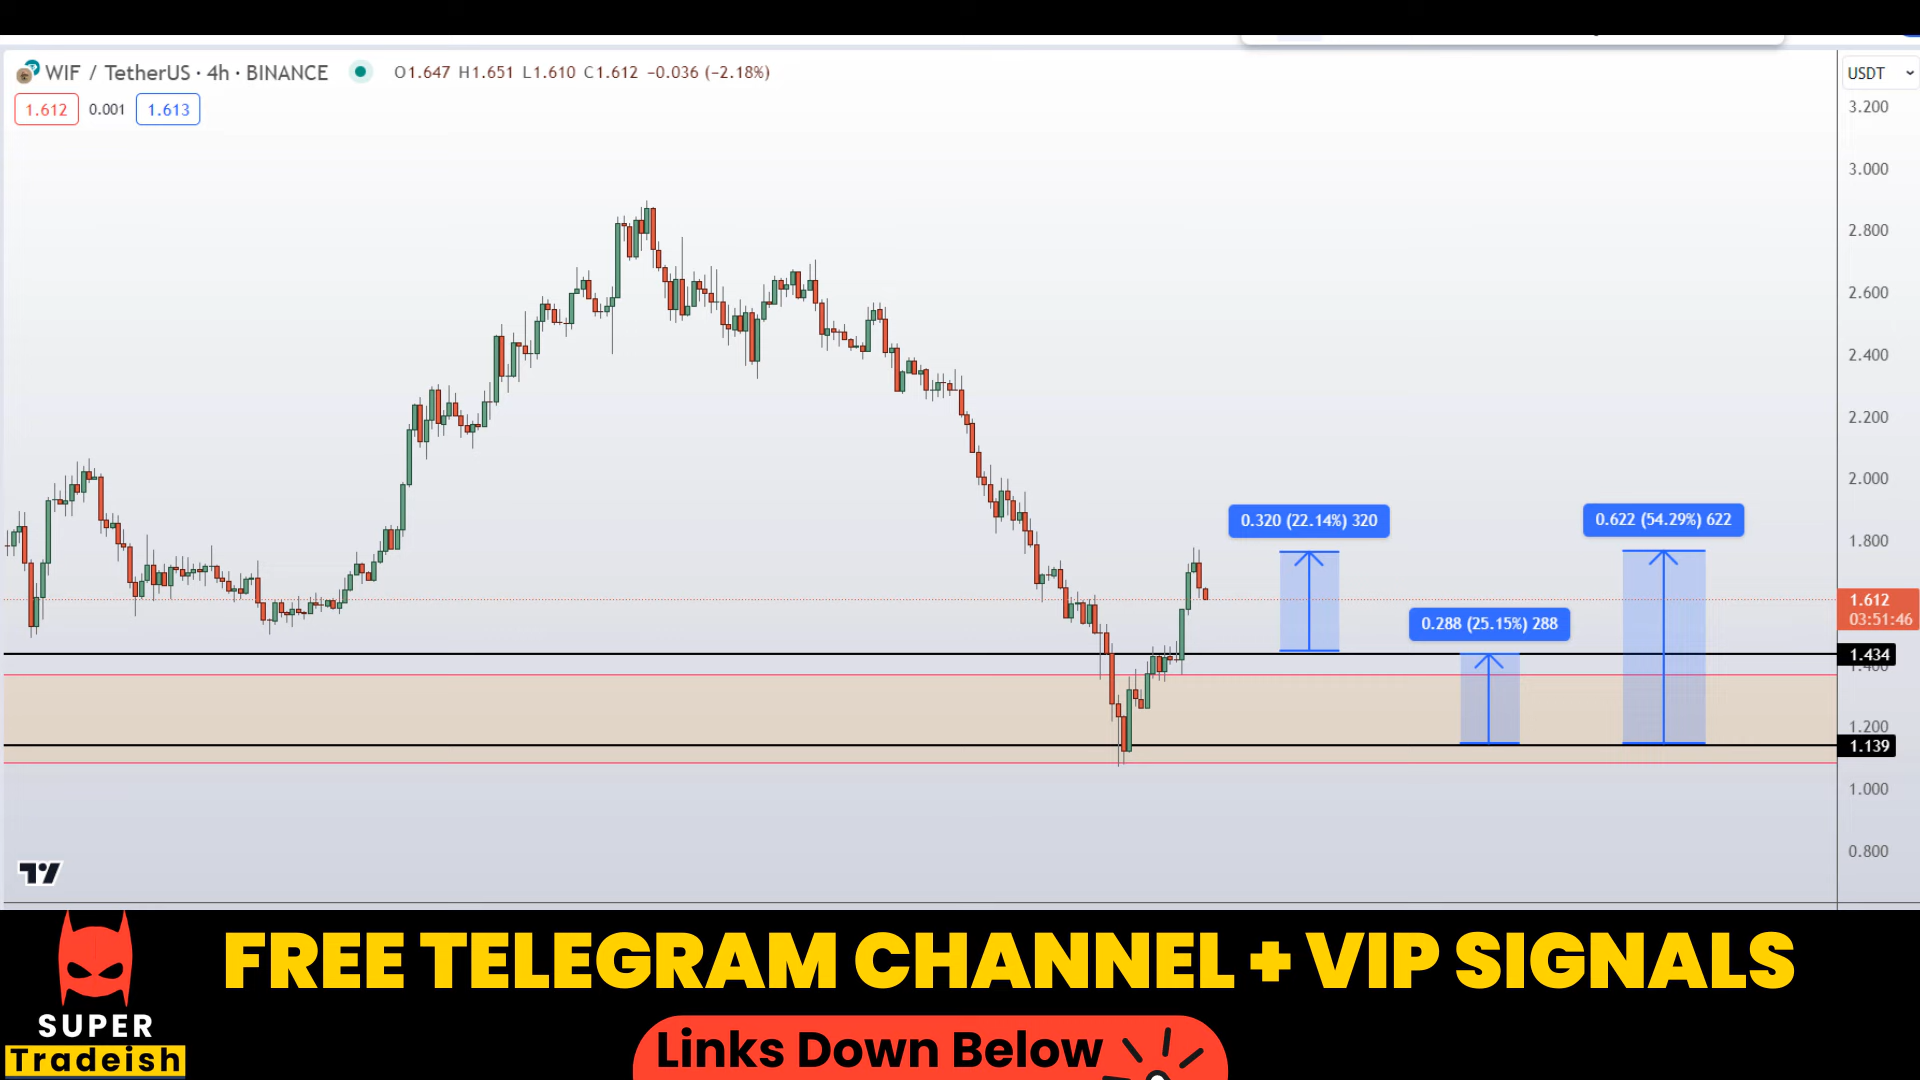 WIF / TetherUS · 4h · BINANCE O1.647 H1.651 L1.610 C1.612 −0.036 (−2.18%)
USDT
1.612 0.001 1.613
3.200
3.000
2.800
2.600
2.400
2.200
2.000
0.320 (22.14%) 320
0.622 (54.29%) 622
1.800
1.612
03:51:46
0.288 (25.15%) 288
1.434
1.400
1.200
1.139
1.000
0.800
FREE TELEGRAM CHANNEL + VIP SIGNALS
SUPER
Tradeish
Links Down Below